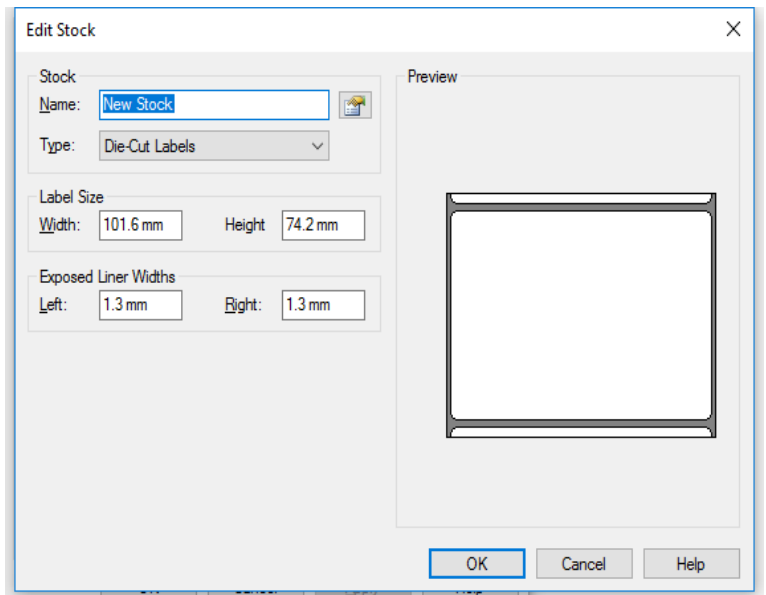 Edit Stock
Stock
Preview
Name: New Stock
Type: Die-Cut Labels
Label Size
Width: 101.6 mm Height 74.2 mm
Exposed Liner Widths
Left: 1.3 mm Right: 1.3 mm
OK Cancel Help